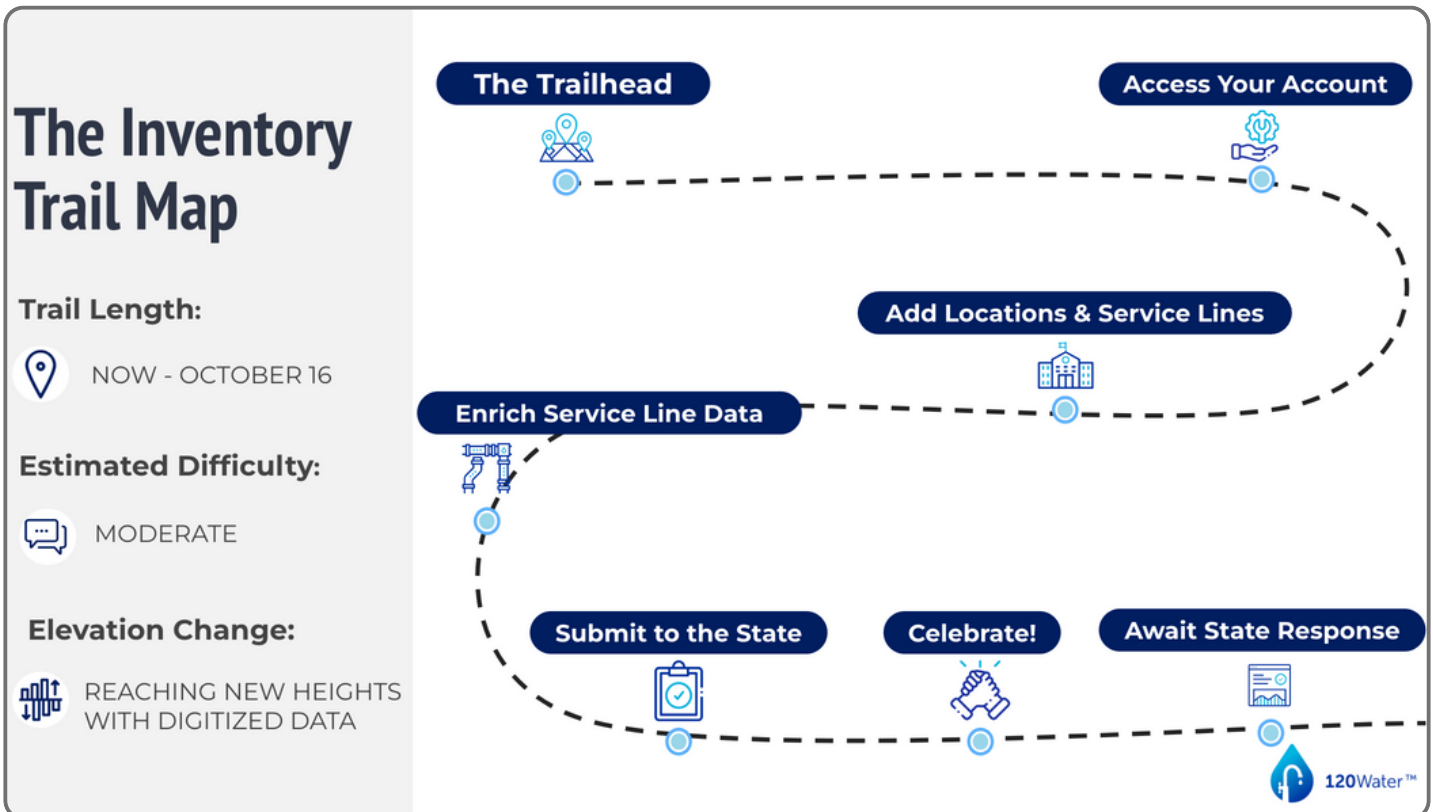 The Inventory
Trail Map
Trail Length:
NOW - OCTOBER 16
Estimated Difficulty:
MODERATE
Elevation Change:
REACHING NEW HEIGHTS
WITH DIGITIZED DATA
The Trailhead
Access Your Account
Add Locations & Service Lines
Enrich Service Line Data
Submit to the State
Celebrate!
Await State Response
120Water™